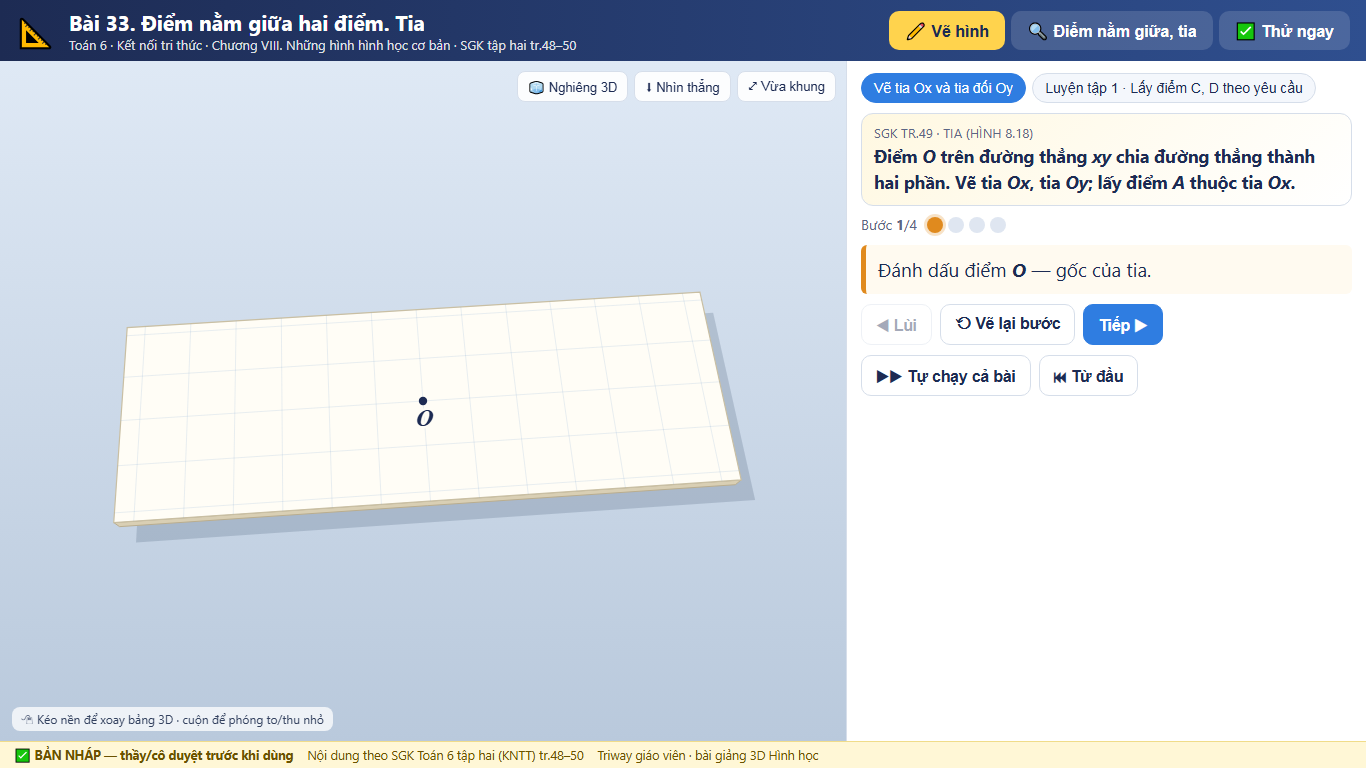 Bài 33. Điểm nằm giữa hai điểm. Tia
Toán 6 · Kết nối tri thức · Chương VIII. Những hình hình học cơ bản · SGK tập hai tr.48–50
Vẽ hình
Điểm nằm giữa, tia
Thử ngay
Nghiêng 3D
Nhìn thẳng
Vừa khung
O
Kéo nền để xoay bảng 3D · cuộn để phóng to/thu nhỏ
Vẽ tia Ox và tia đối Oy
Luyện tập 1 · Lấy điểm C, D theo yêu cầu
SGK TR.49 · TIA (HÌNH 8.18)
Điểm O trên đường thẳng xy chia đường thẳng thành
hai phần. Vẽ tia Ox, tia Oy; lấy điểm A thuộc tia Ox.
Bước 1/4
Đánh dấu điểm O — gốc của tia.
◀ Lùi
Vẽ lại bước
Tiếp ▶
▶▶ Tự chạy cả bài
⏮ Từ đầu
BẢN NHÁP — thầy/cô duyệt trước khi dùng
Nội dung theo SGK Toán 6 tập hai (KNTT) tr.48–50
Triway giáo viên · bài giảng 3D Hình học